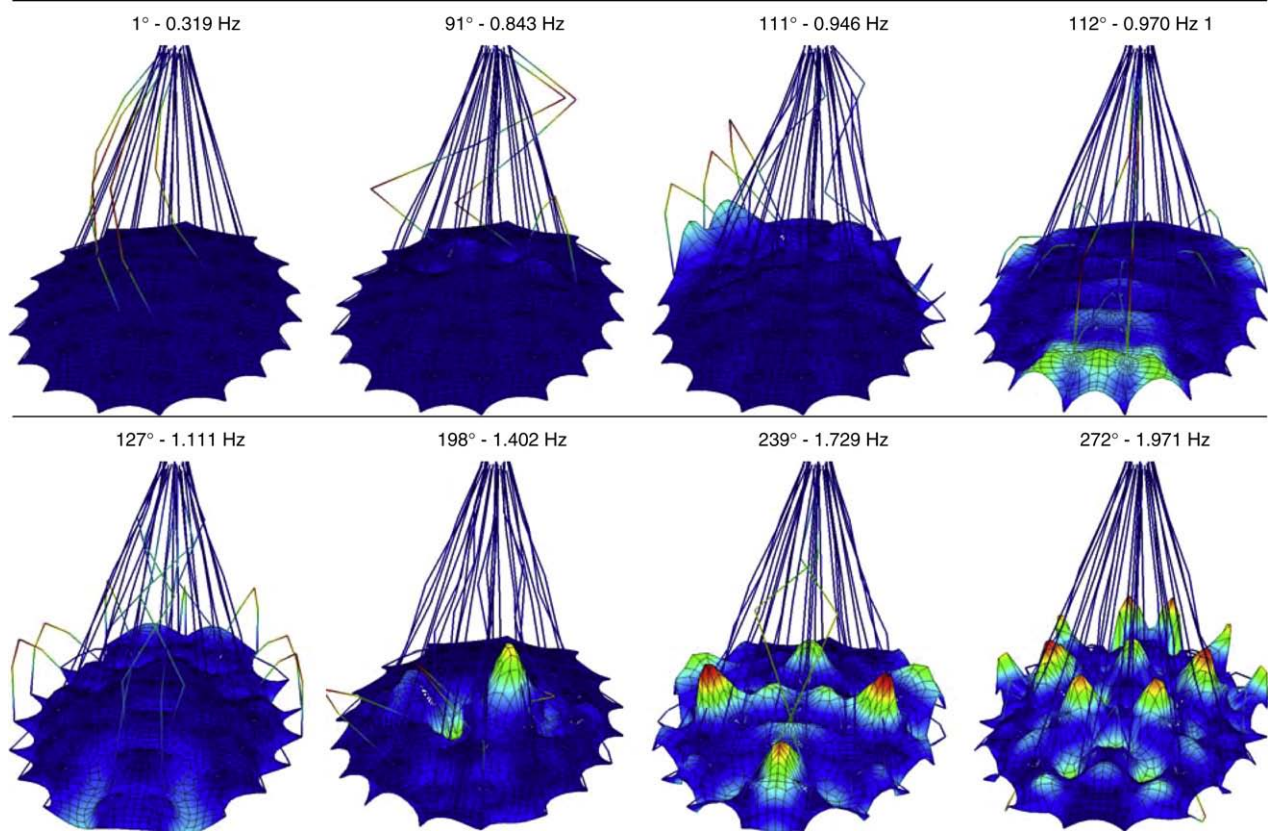 1° - 0.319 Hz
91° - 0.843 Hz
111° - 0.946 Hz
112° - 0.970 Hz 1
127° - 1.111 Hz
198° - 1.402 Hz
239° - 1.729 Hz
272° - 1.971 Hz